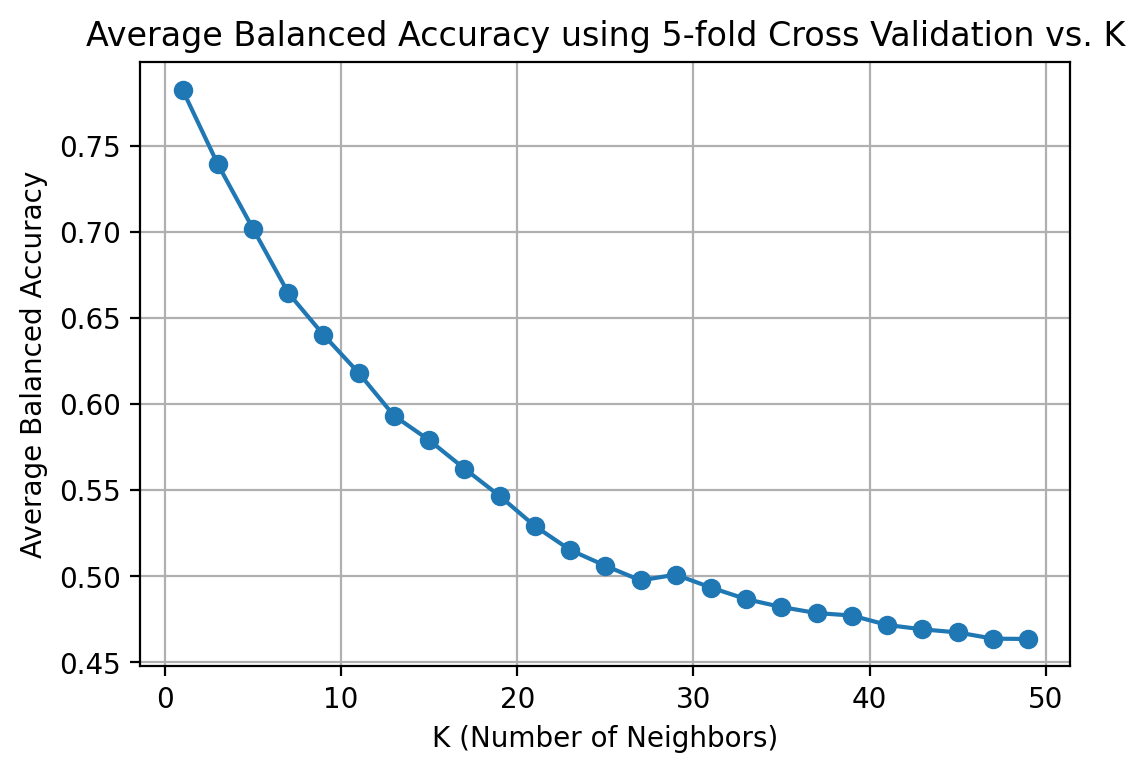 Average Balanced Accuracy using 5-fold Cross Validation vs. K
Average Balanced Accuracy
0.75
0.70
0.65
0.60
0.55
0.50
0.45
0 10 20 30 40 50
K (Number of Neighbors)